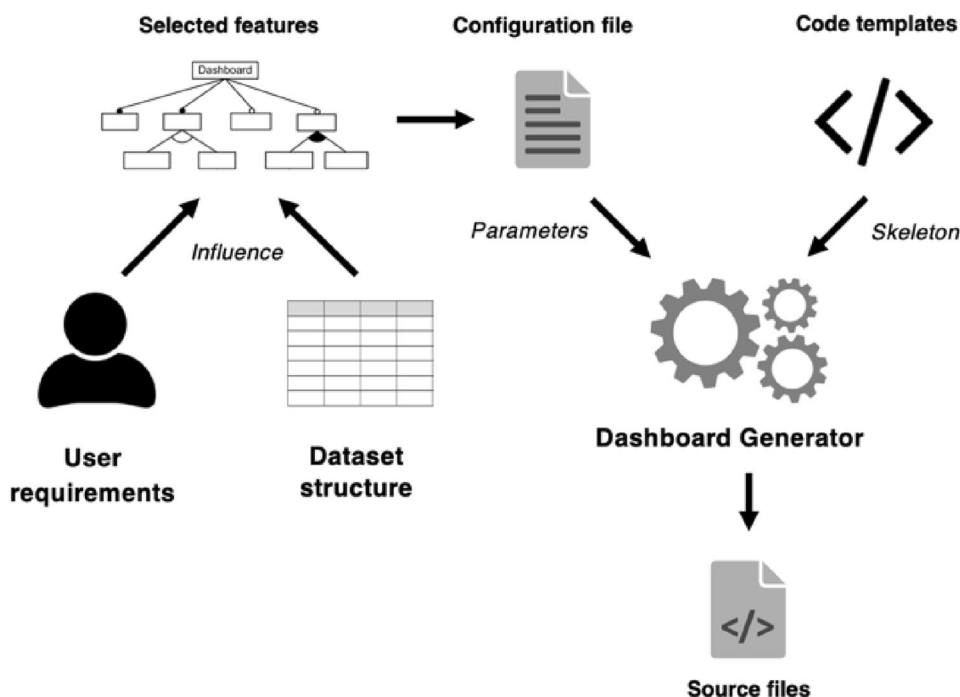 Selected features
Configuration file
Code templates
Dashboard
</>
Influence
Parameters
Skeleton
User
requirements
Dataset
structure
Dashboard Generator
</>
Source files